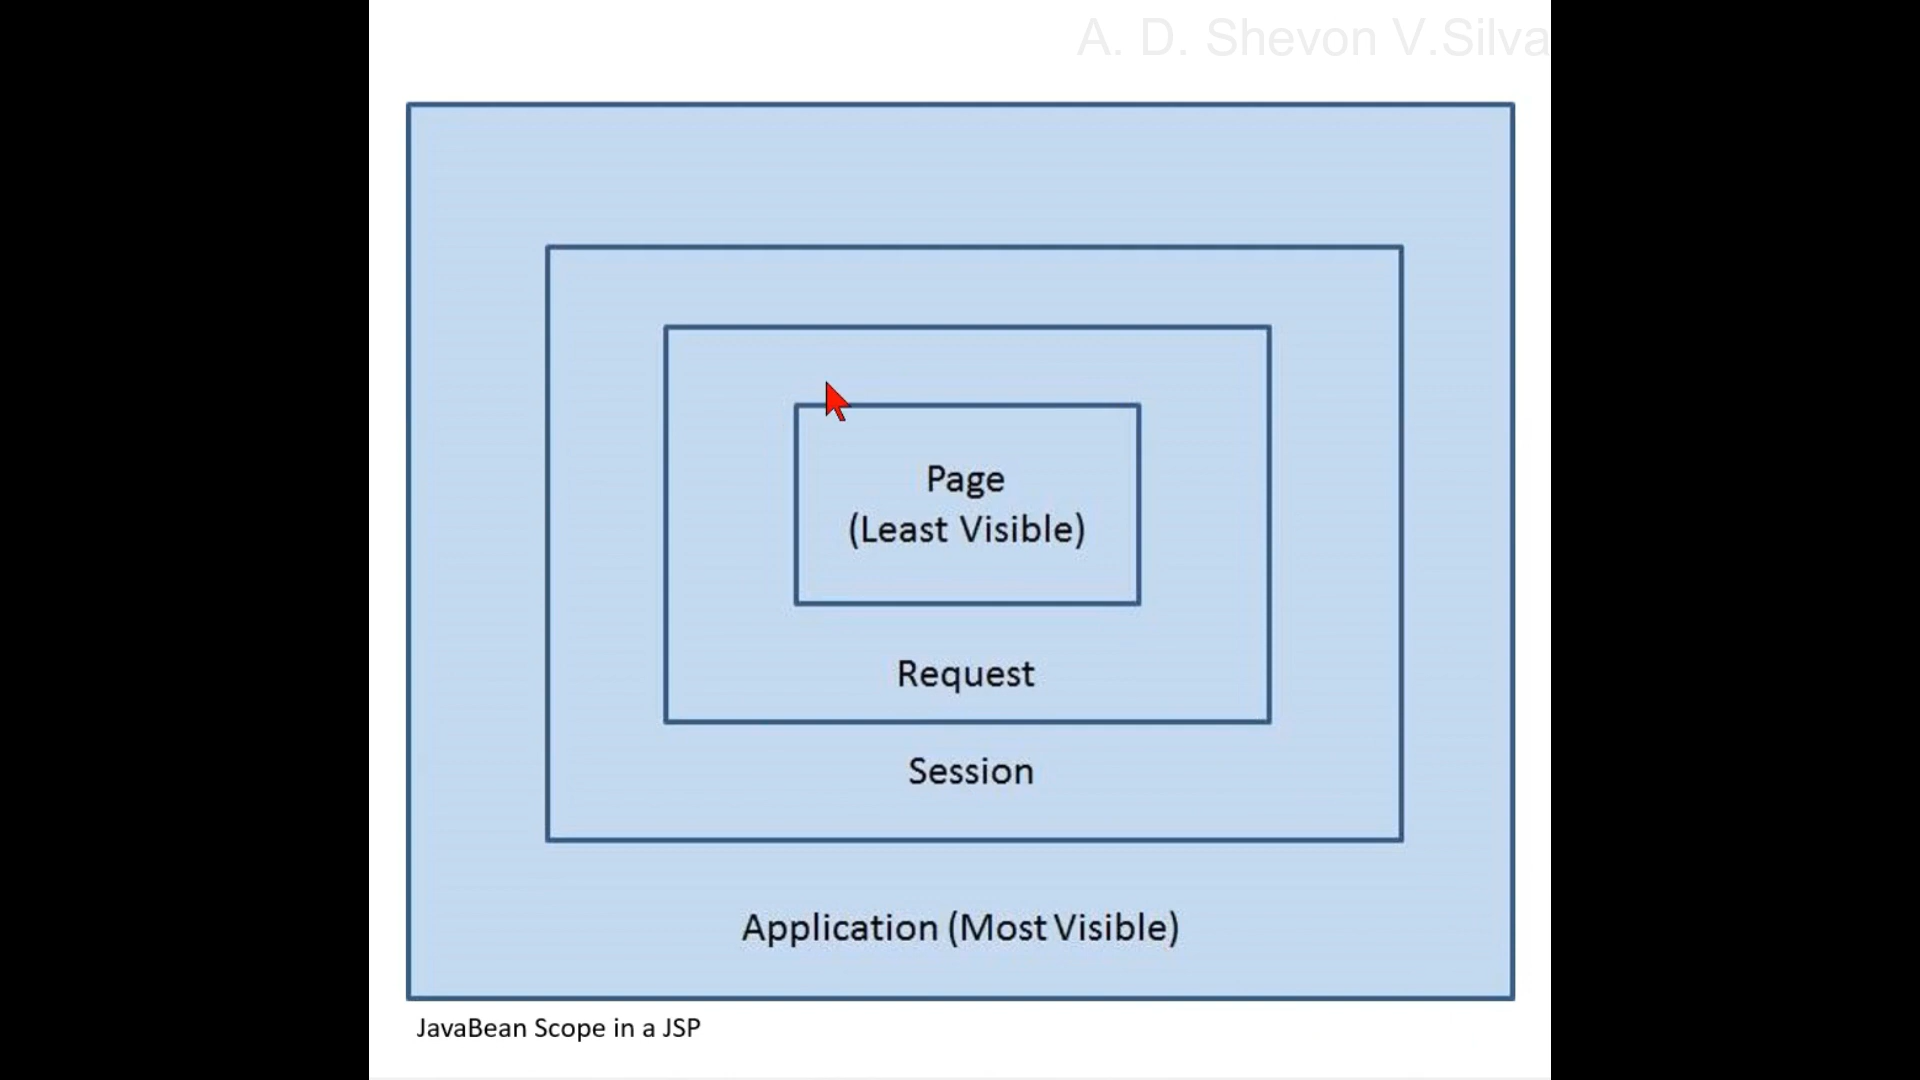 A. D. Shevon V.Silva
Page
(Least Visible)
Request
Session
Application (Most Visible)
JavaBean Scope in a JSP